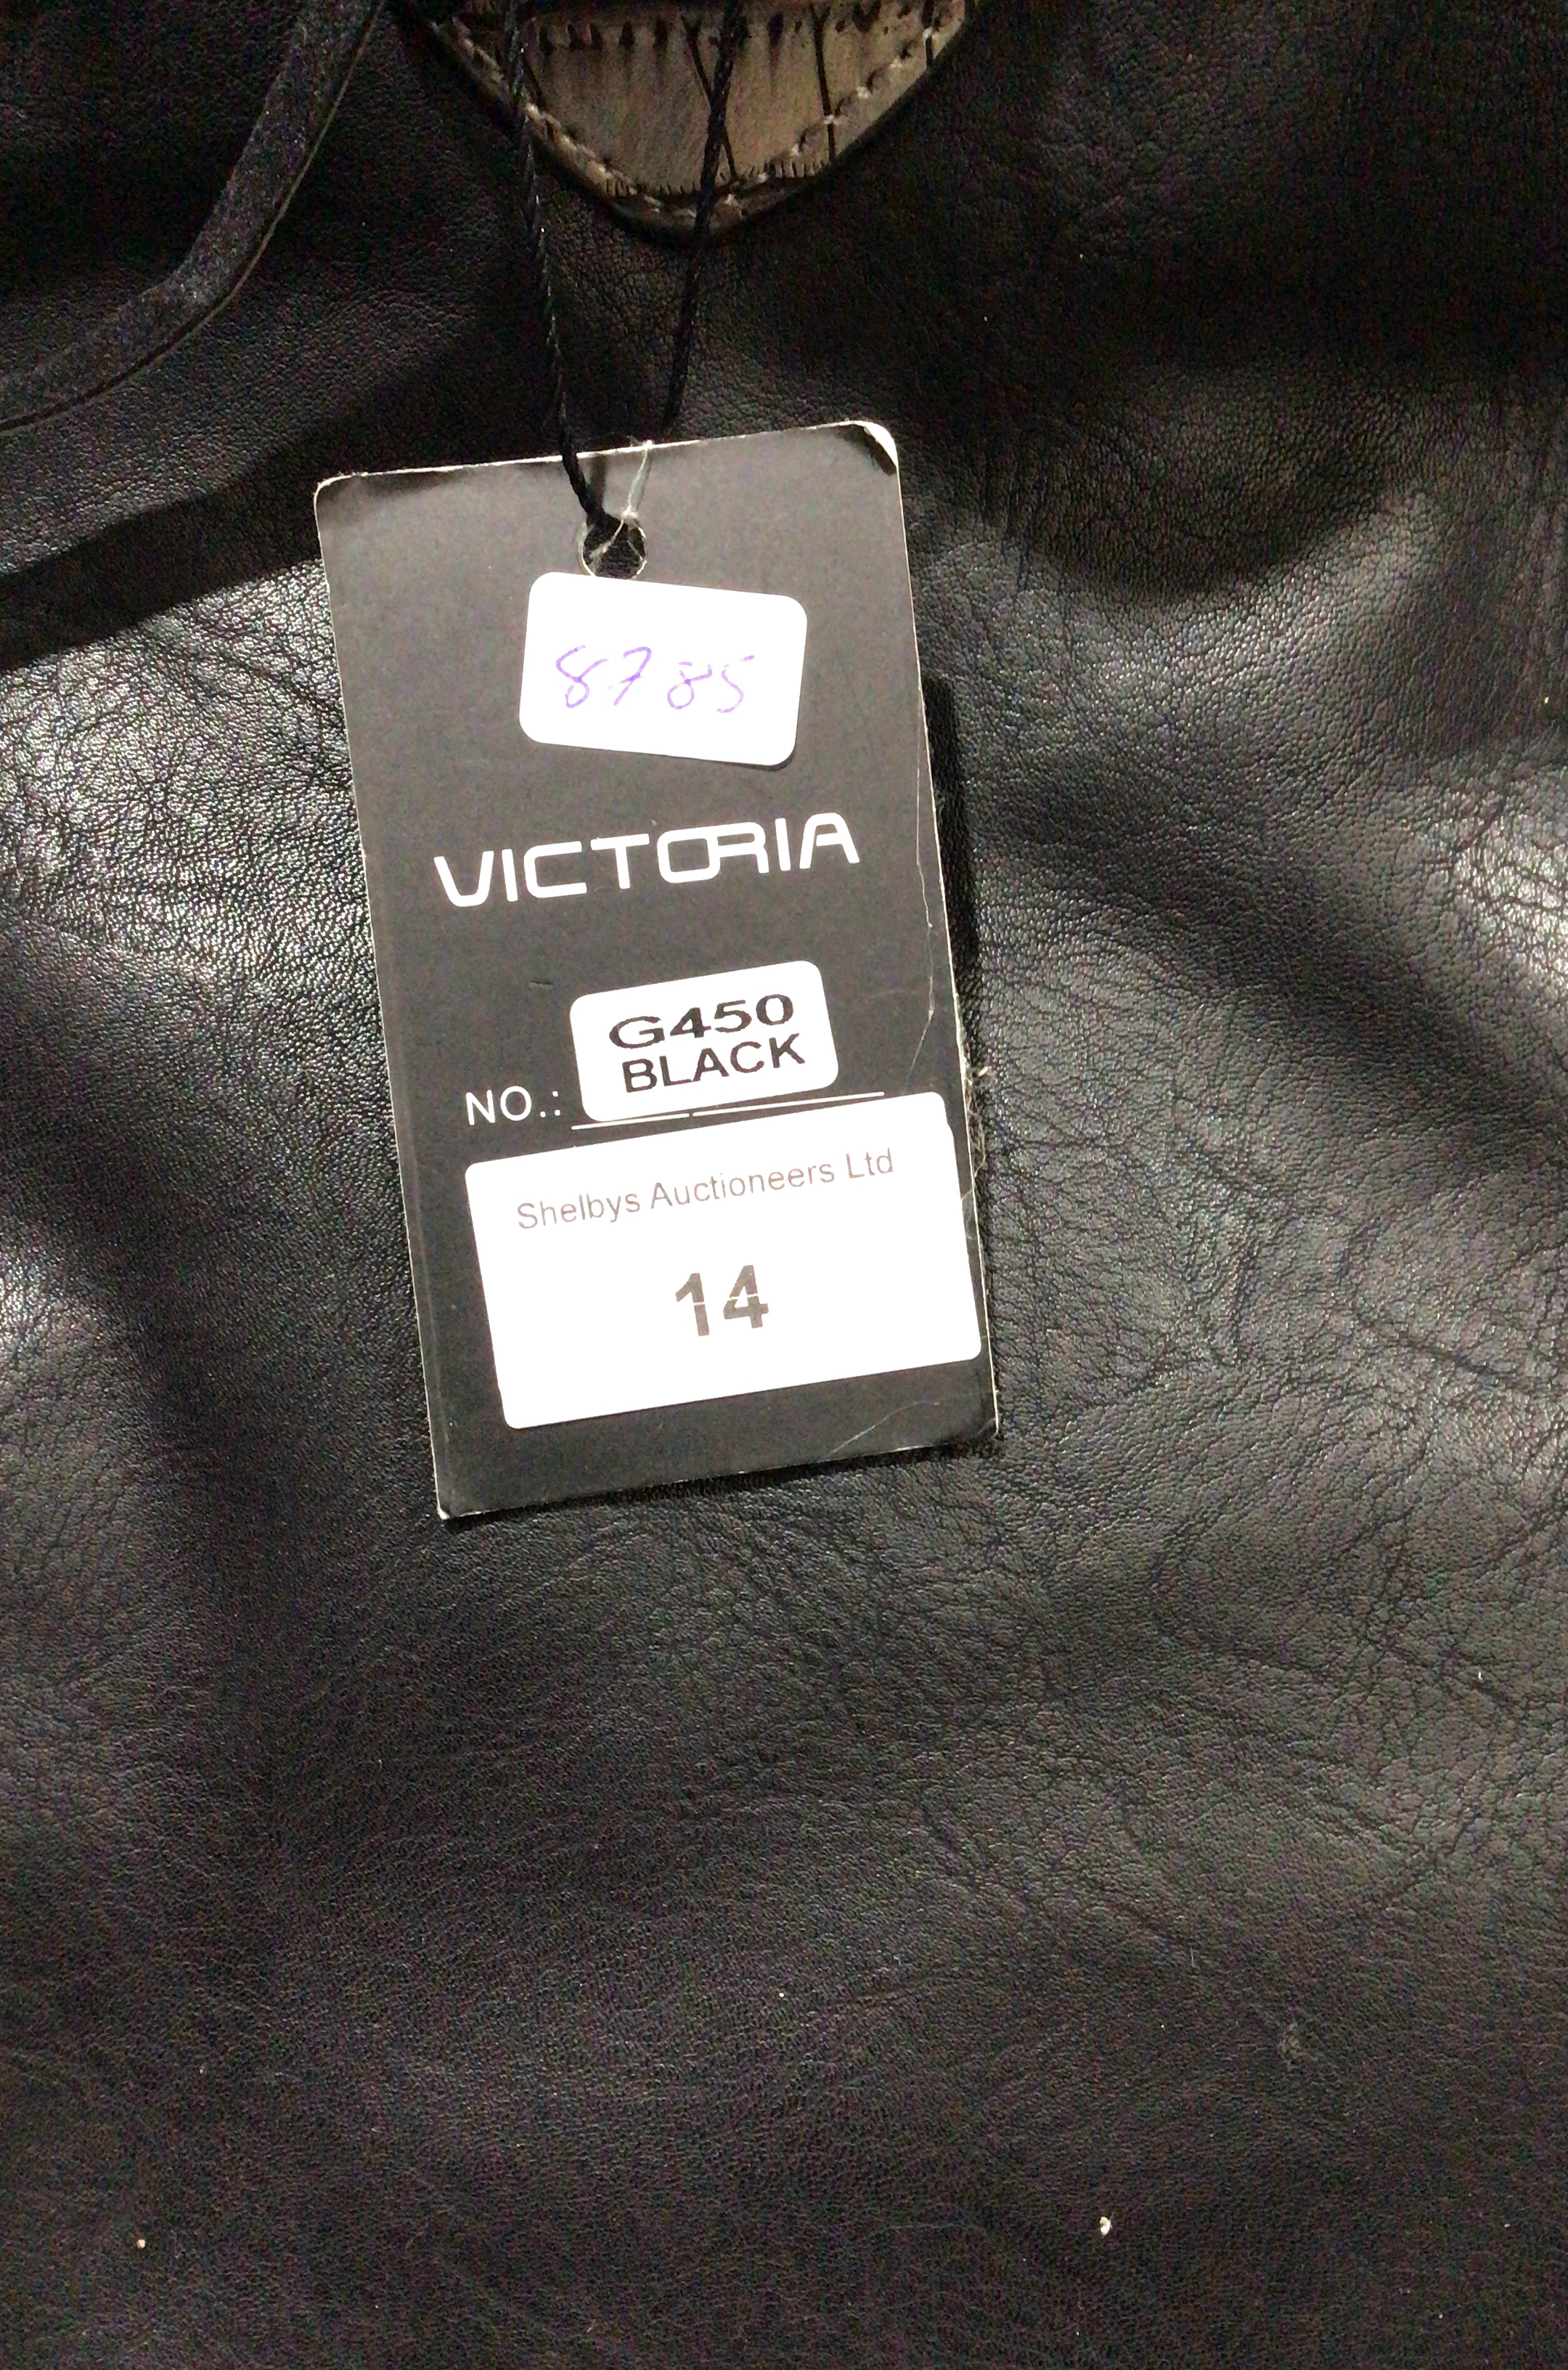 8785
VICTORIA
G450
BLACK
NO.:
Shelbys Auctioneers Ltd
14